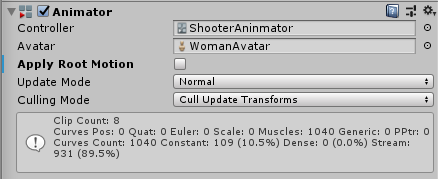 Animator
Controller ShooterAninmator
Avatar WomanAvatar
Apply Root Motion
Update Mode Normal
Culling Mode Cull Update Transforms
Clip Count: 8
Curves Pos: 0 Quat: 0 Euler: 0 Scale: 0 Muscles: 1040 Generic: 0 PPtr: 0
Curves Count: 1040 Constant: 109 (10.5%) Dense: 0 (0.0%) Stream:
931 (89.5%)